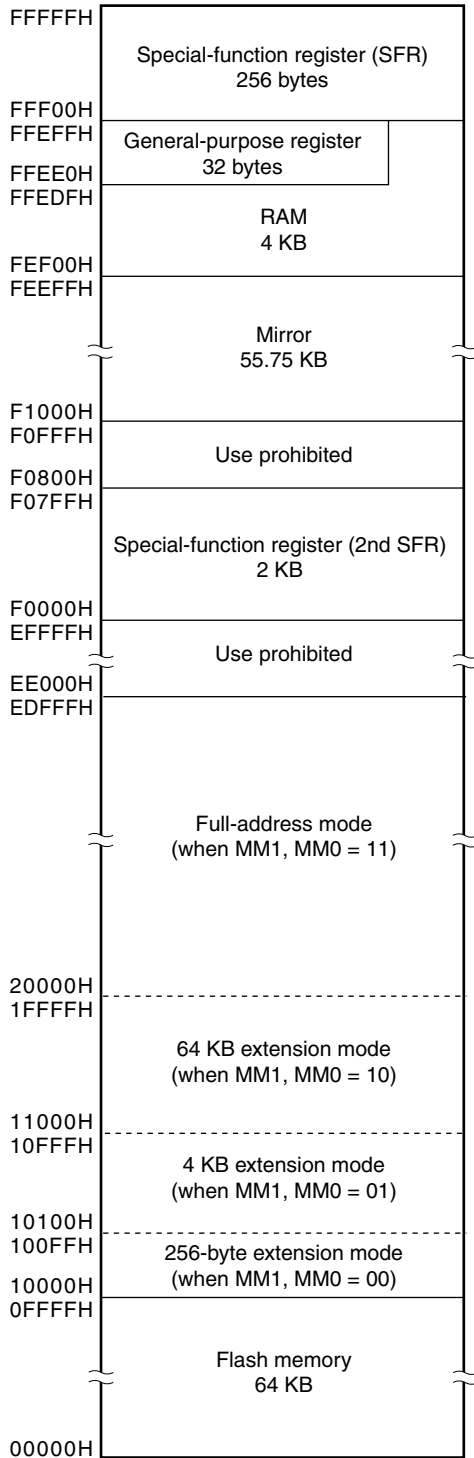 FFFFFH
Special-function register (SFR)
256 bytes
FFF00H
FFEFFH
General-purpose register
32 bytes
FFEE0H
FFEDFH
RAM
4 KB
FEF00H
FEEFFH
Mirror
55.75 KB
F1000H
F0FFFH
Use prohibited
F0800H
F07FFH
Special-function register (2nd SFR)
2 KB
F0000H
EFFFFH
Use prohibited
EE000H
EDFFFH
Full-address mode
(when MM1, MM0 = 11)
20000H
1FFFFH
64 KB extension mode
(when MM1, MM0 = 10)
11000H
10FFFH
4 KB extension mode
(when MM1, MM0 = 01)
10100H
100FFH
256-byte extension mode
(when MM1, MM0 = 00)
10000H
0FFFFH
Flash memory
64 KB
00000H